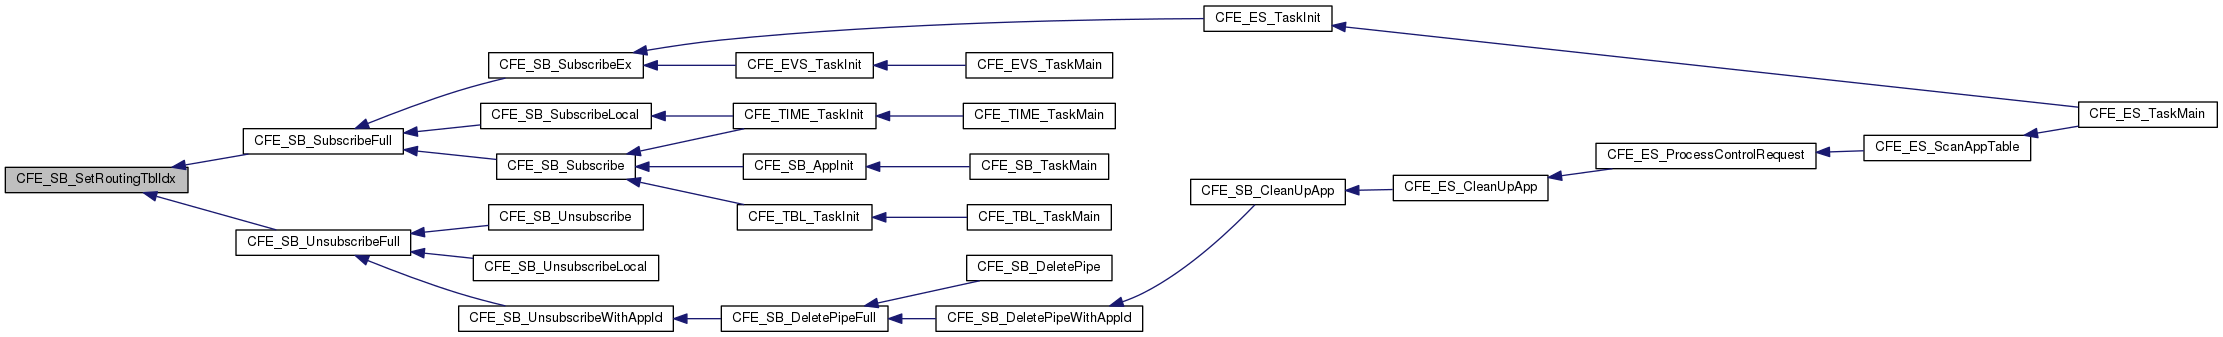 CFE_ES_TaskInit
CFE_SB_SubscribeEx
CFE_EVS_TaskInit
CFE_EVS_TaskMain
CFE_SB_SubscribeLocal
CFE_TIME_TaskInit
CFE_TIME_TaskMain
CFE_ES_TaskMain
CFE_SB_SubscribeFull
CFE_ES_ProcessControlRequest
CFE_ES_ScanAppTable
CFE_SB_Subscribe
CFE_SB_AppInit
CFE_SB_TaskMain
CFE_SB_SetRoutingTblIdx
CFE_SB_CleanUpApp
CFE_ES_CleanUpApp
CFE_SB_Unsubscribe
CFE_TBL_TaskInit
CFE_TBL_TaskMain
CFE_SB_UnsubscribeFull
CFE_SB_UnsubscribeLocal
CFE_SB_DeletePipe
CFE_SB_UnsubscribeWithAppId
CFE_SB_DeletePipeFull
CFE_SB_DeletePipeWithAppId